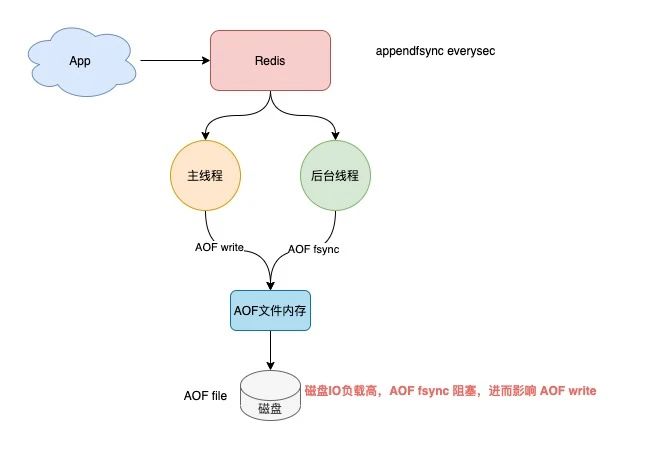 App
Redis
appendfsync everysec
主线程
后台线程
AOF write
AOF fsync
AOF文件内存
AOF file
磁盘
磁盘IO负载高，AOF fsync 阻塞，进而影响 AOF write